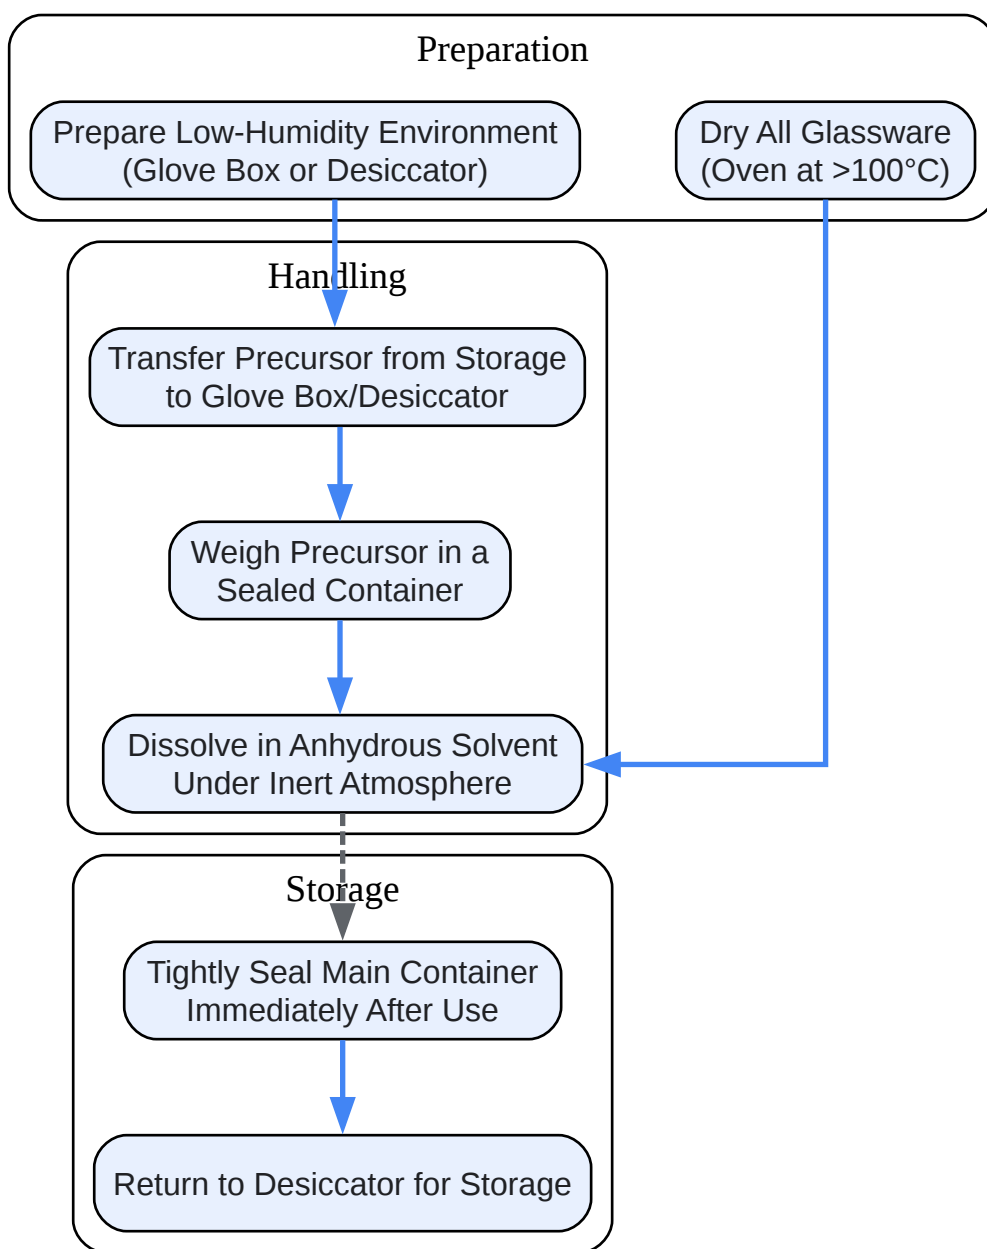 Preparation
Prepare Low-Humidity Environment
(Glove Box or Desiccator)
Dry All Glassware
(Oven at >100°C)
Handling
Transfer Precursor from Storage
to Glove Box/Desiccator
Weigh Precursor in a
Sealed Container
Dissolve in Anhydrous Solvent
Under Inert Atmosphere
Storage
Tightly Seal Main Container
Immediately After Use
Return to Desiccator for Storage